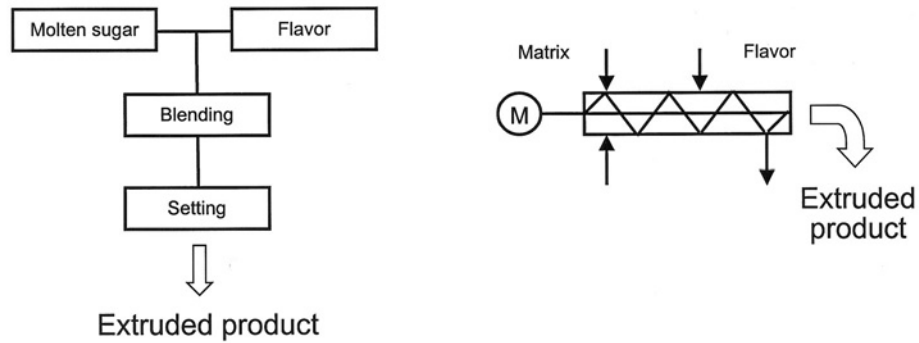 Molten sugar
Flavor
Blending
Setting
Extruded product
Matrix
Flavor
M
Extruded
product